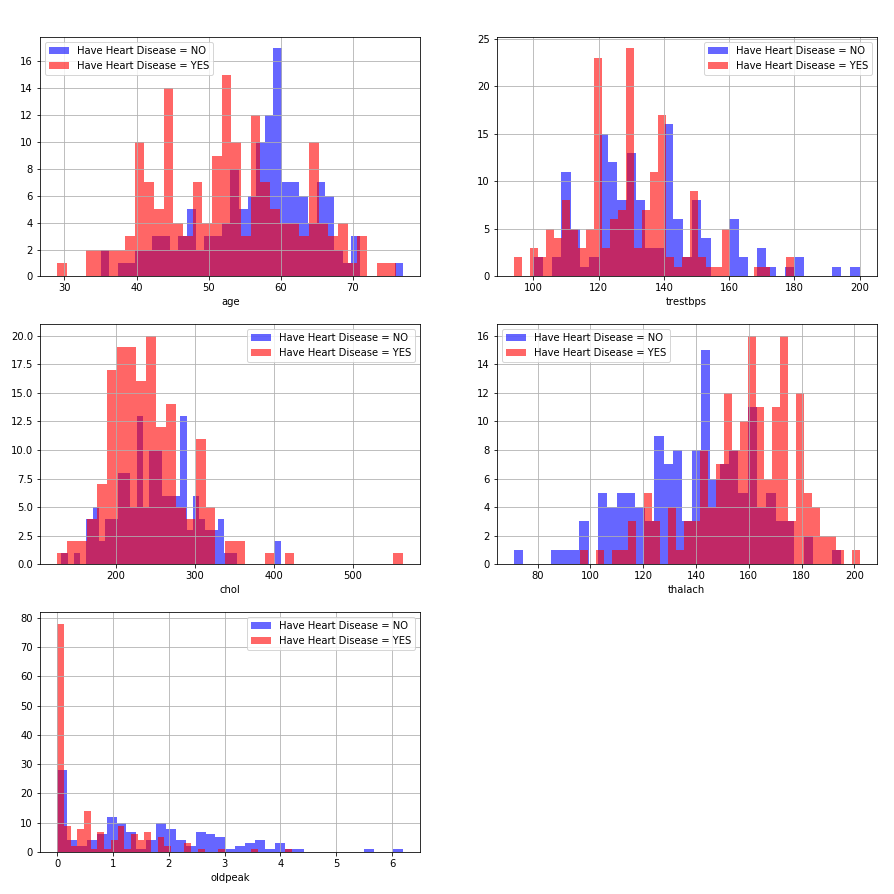 Have Heart Disease = NO
Have Heart Disease = YES
16
14
12
10
8
6
4
2
0
30 40 50 60 70
age
Have Heart Disease = NO
Have Heart Disease = YES
25
20
15
10
5
0
100 120 140 160 180 200
trestbps
Have Heart Disease = NO
Have Heart Disease = YES
20.0
17.5
15.0
12.5
10.0
7.5
5.0
2.5
0.0
200 300 400 500
chol
Have Heart Disease = NO
Have Heart Disease = YES
16
14
12
10
8
6
4
2
0
80 100 120 140 160 180 200
thalach
Have Heart Disease = NO
Have Heart Disease = YES
80
70
60
50
40
30
20
10
0
0 1 2 3 4 5 6
oldpeak